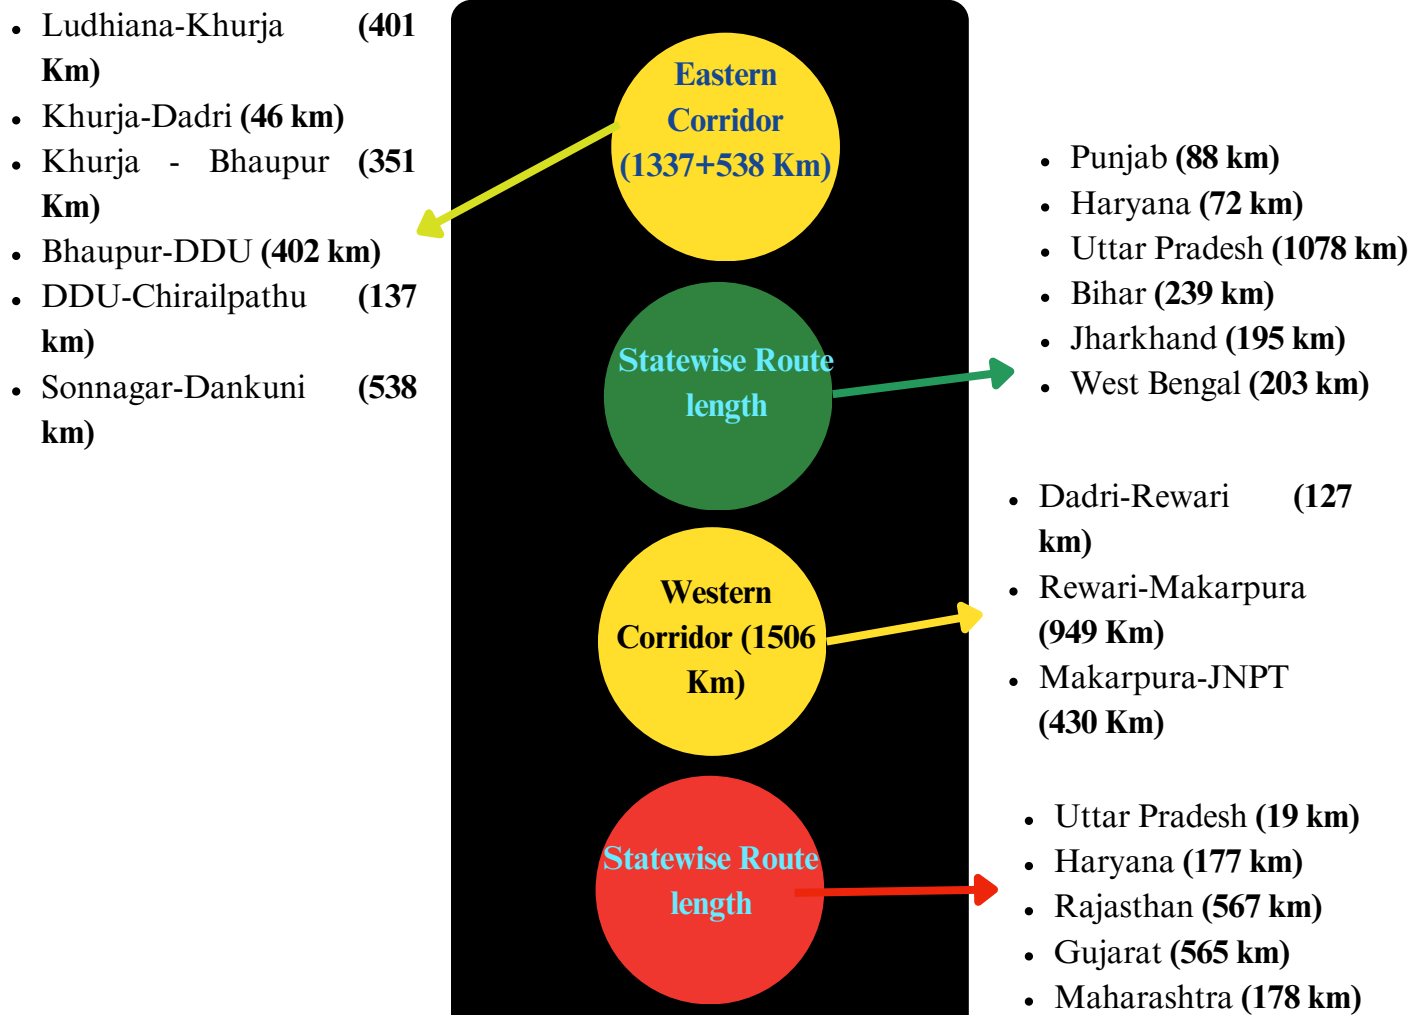 Ludhiana-Khurja (401
Km)
Khurja-Dadri (46 km)
Khurja - Bhaupur (351
Km)
Bhaupur-DDU (402 km)
DDU-Chirailpathu (137
km)
Sonnagar-Dankuni (538
km)
Eastern
Corridor
(1337+538 Km)
Statewise Route
length
Punjab (88 km)
Haryana (72 km)
Uttar Pradesh (1078 km)
Bihar (239 km)
Jharkhand (195 km)
West Bengal (203 km)
Western
Corridor (1506
Km)
Dadri-Rewari (127
km)
Rewari-Makarpura
(949 Km)
Makarpura-JNPT
(430 Km)
Statewise Route
length
Uttar Pradesh (19 km)
Haryana (177 km)
Rajasthan (567 km)
Gujarat (565 km)
Maharashtra (178 km)